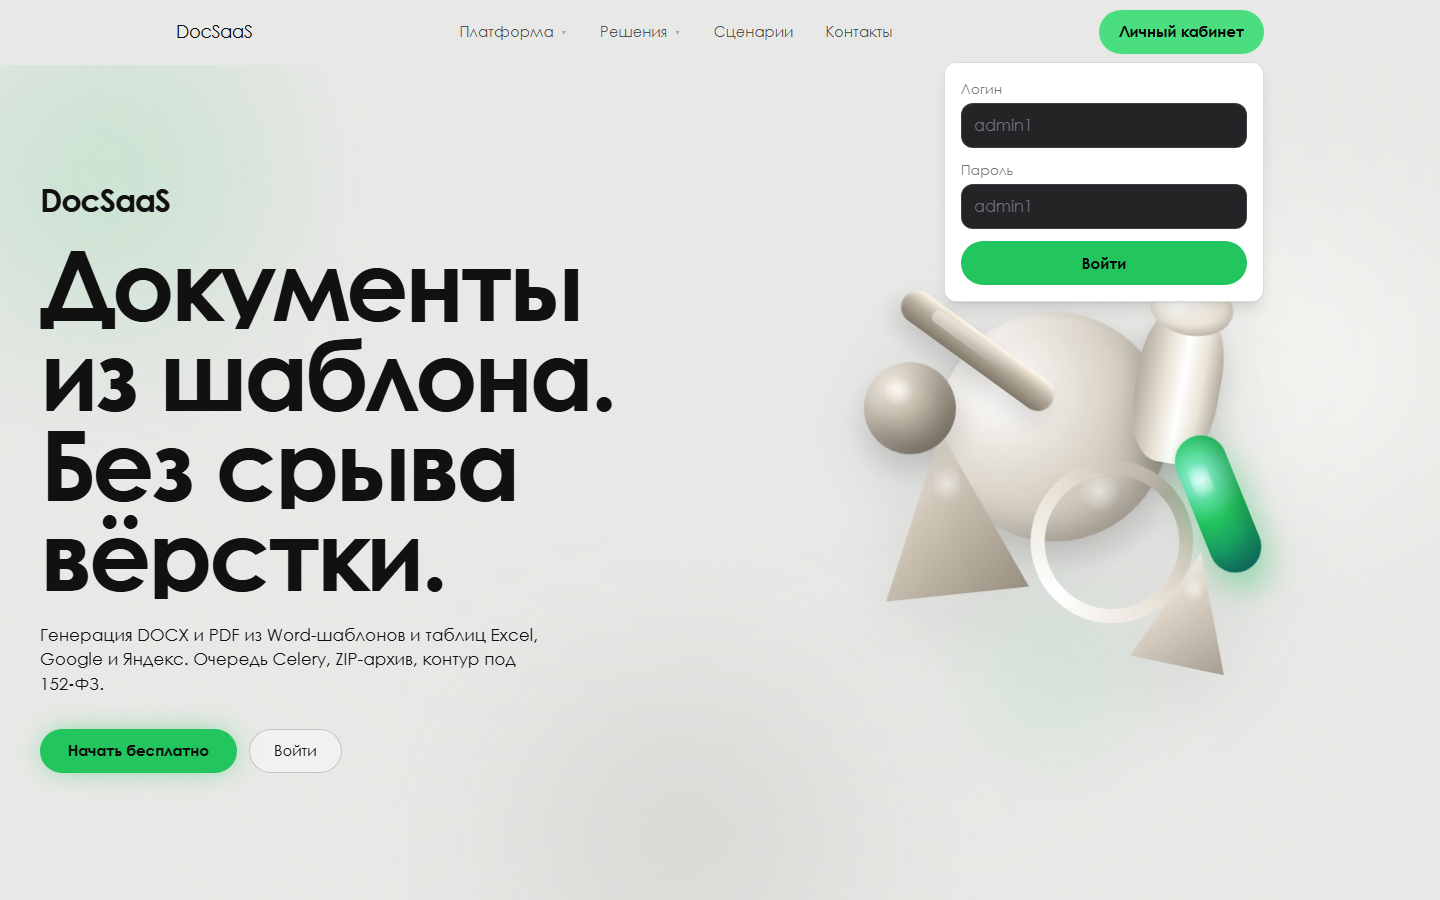 DocSaaS
Платформа
Решения
Сценарии
Контакты
Личный кабинет
Логин
admin1
Пароль
admin1
Войти
DocSaaS
Документы
из шаблона.
Без срыва
вёрстки.
Генерация DOCX и PDF из Word-шаблонов и таблиц Excel,
Google и Яндекс. Очередь Celery, ZIP-архив, контур под
152-ФЗ.
Начать бесплатно
Войти